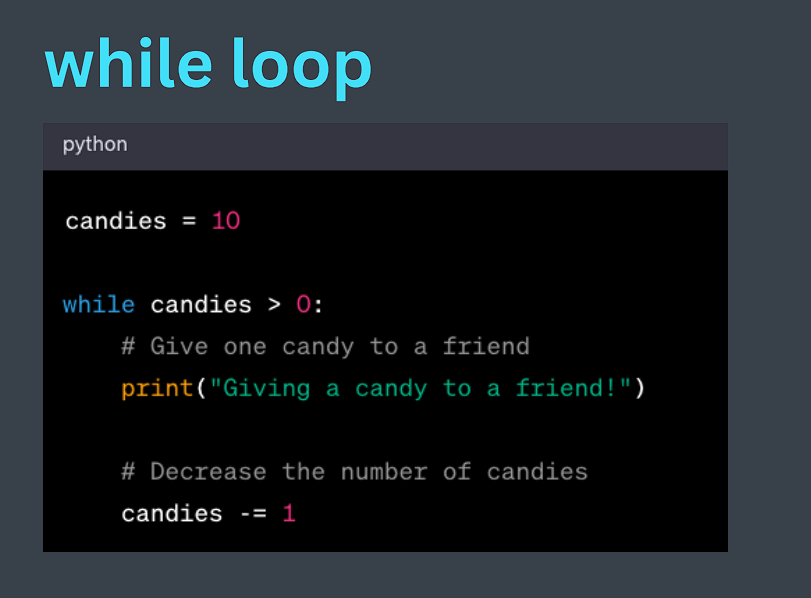 while loop
python
candies = 10
while candies > 0:
    # Give one candy to a friend
    print("Giving a candy to a friend!")
    # Decrease the number of candies
    candies -= 1